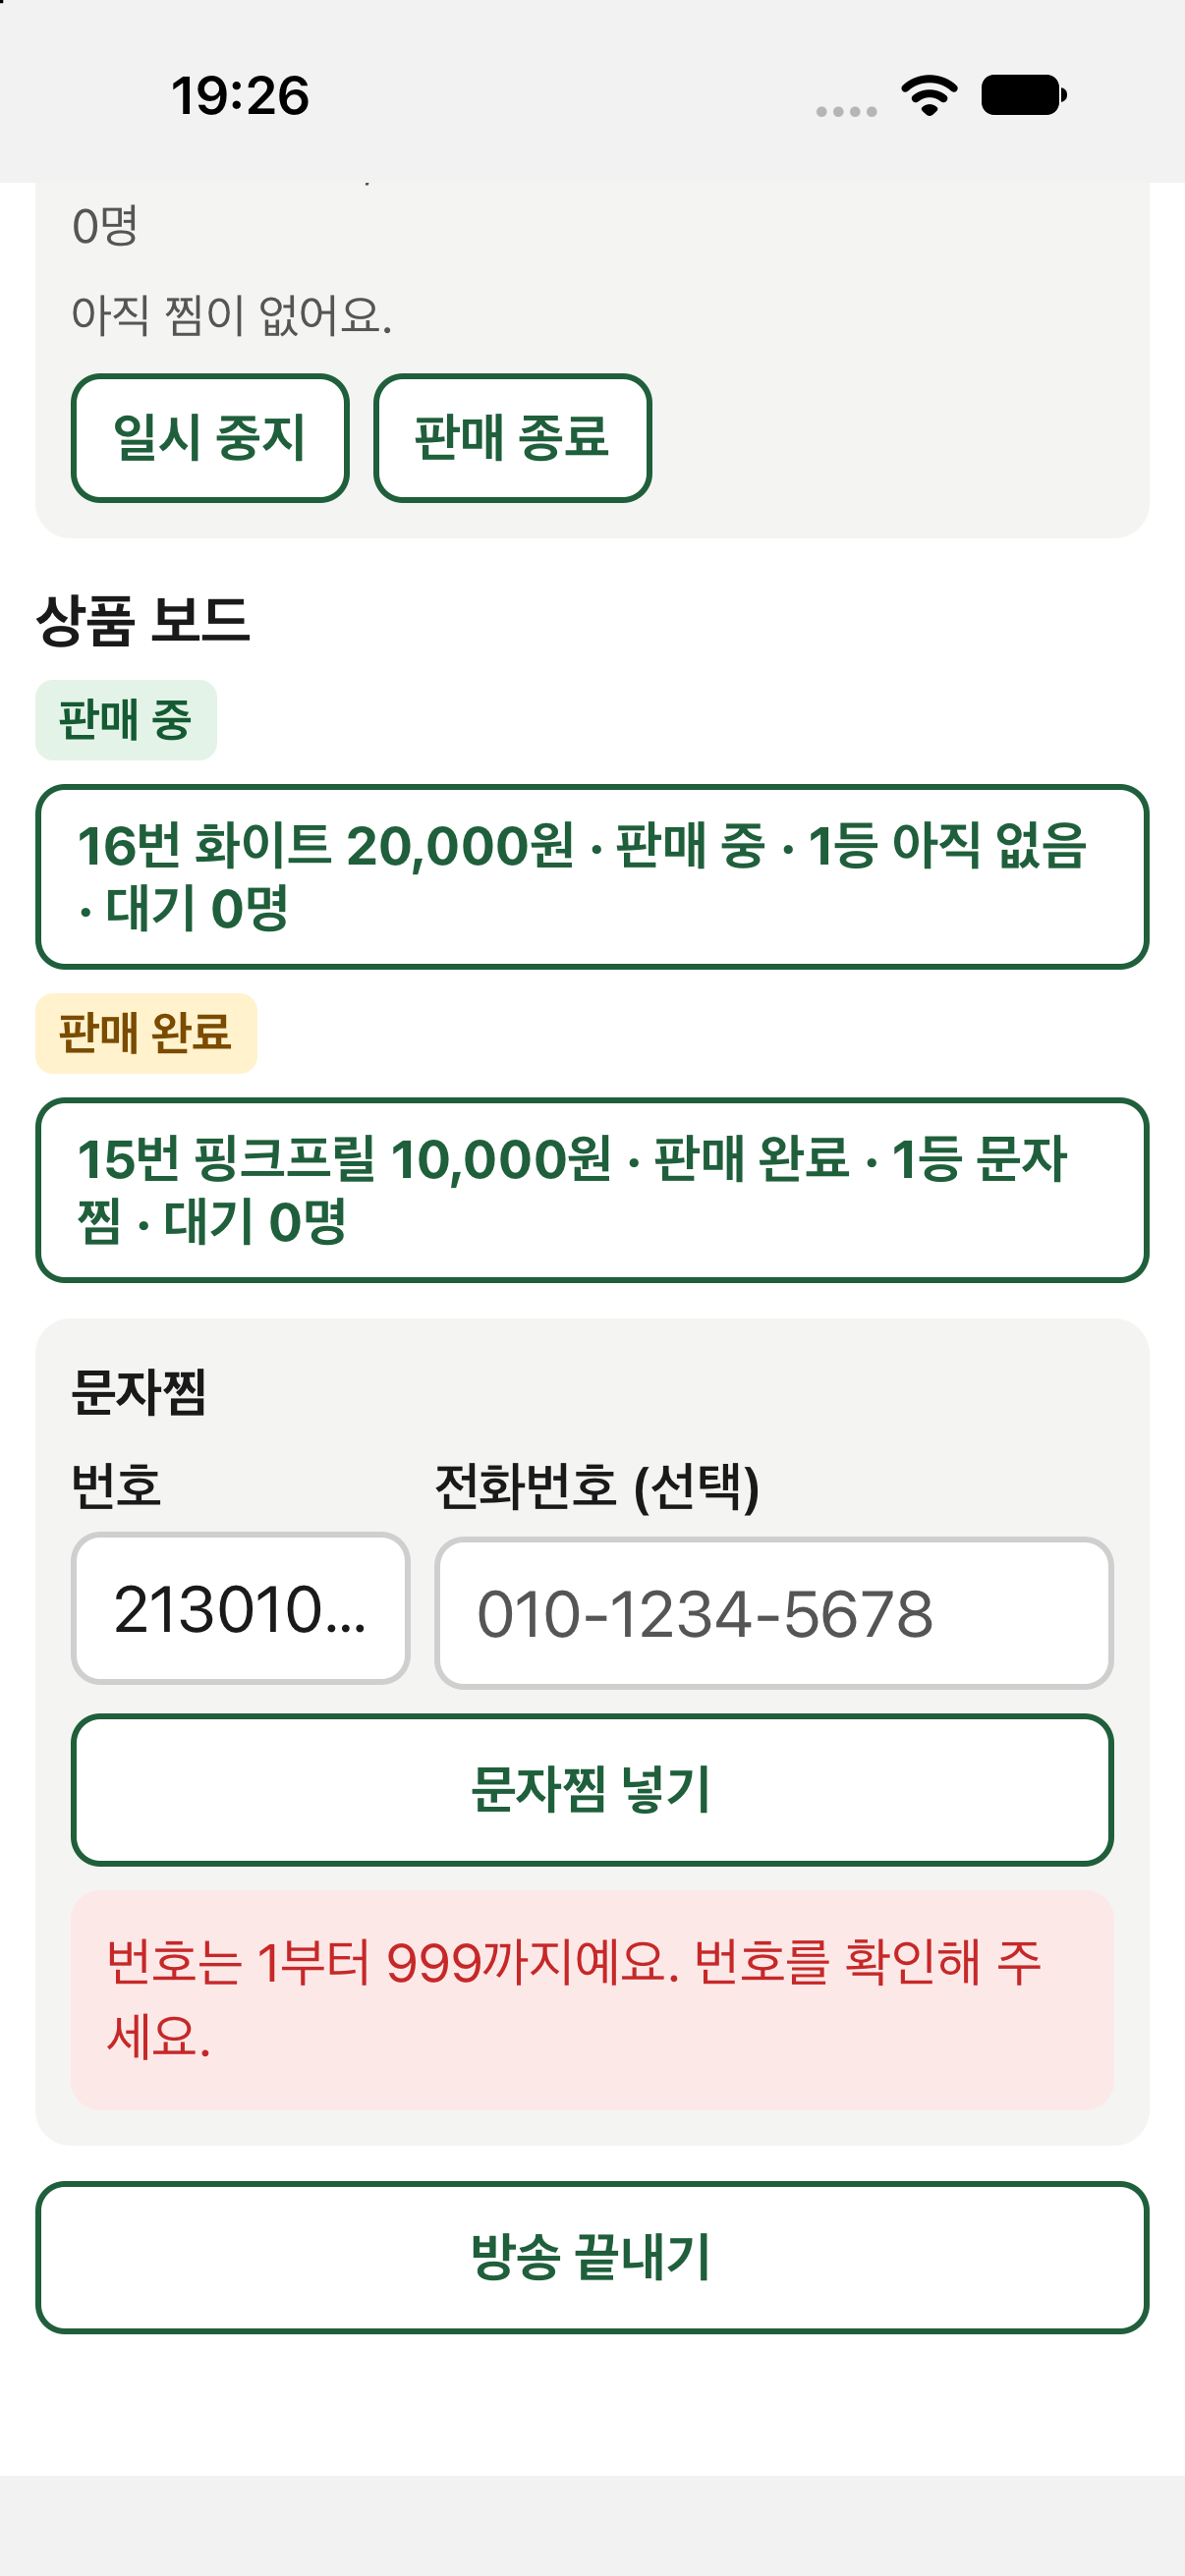 19:26
0명
아직 찜이 없어요.
일시 중지
판매 종료
상품 보드
판매 중
16번 화이트 20,000원 · 판매 중 · 1등 아직 없음
· 대기 0명
판매 완료
15번 핑크프릴 10,000원 · 판매 완료 · 1등 문자
찜 · 대기 0명
문자찜
번호
전화번호 (선택)
213010...
010-1234-5678
문자찜 넣기
번호는 1부터 999까지예요. 번호를 확인해 주
세요.
방송 끝내기